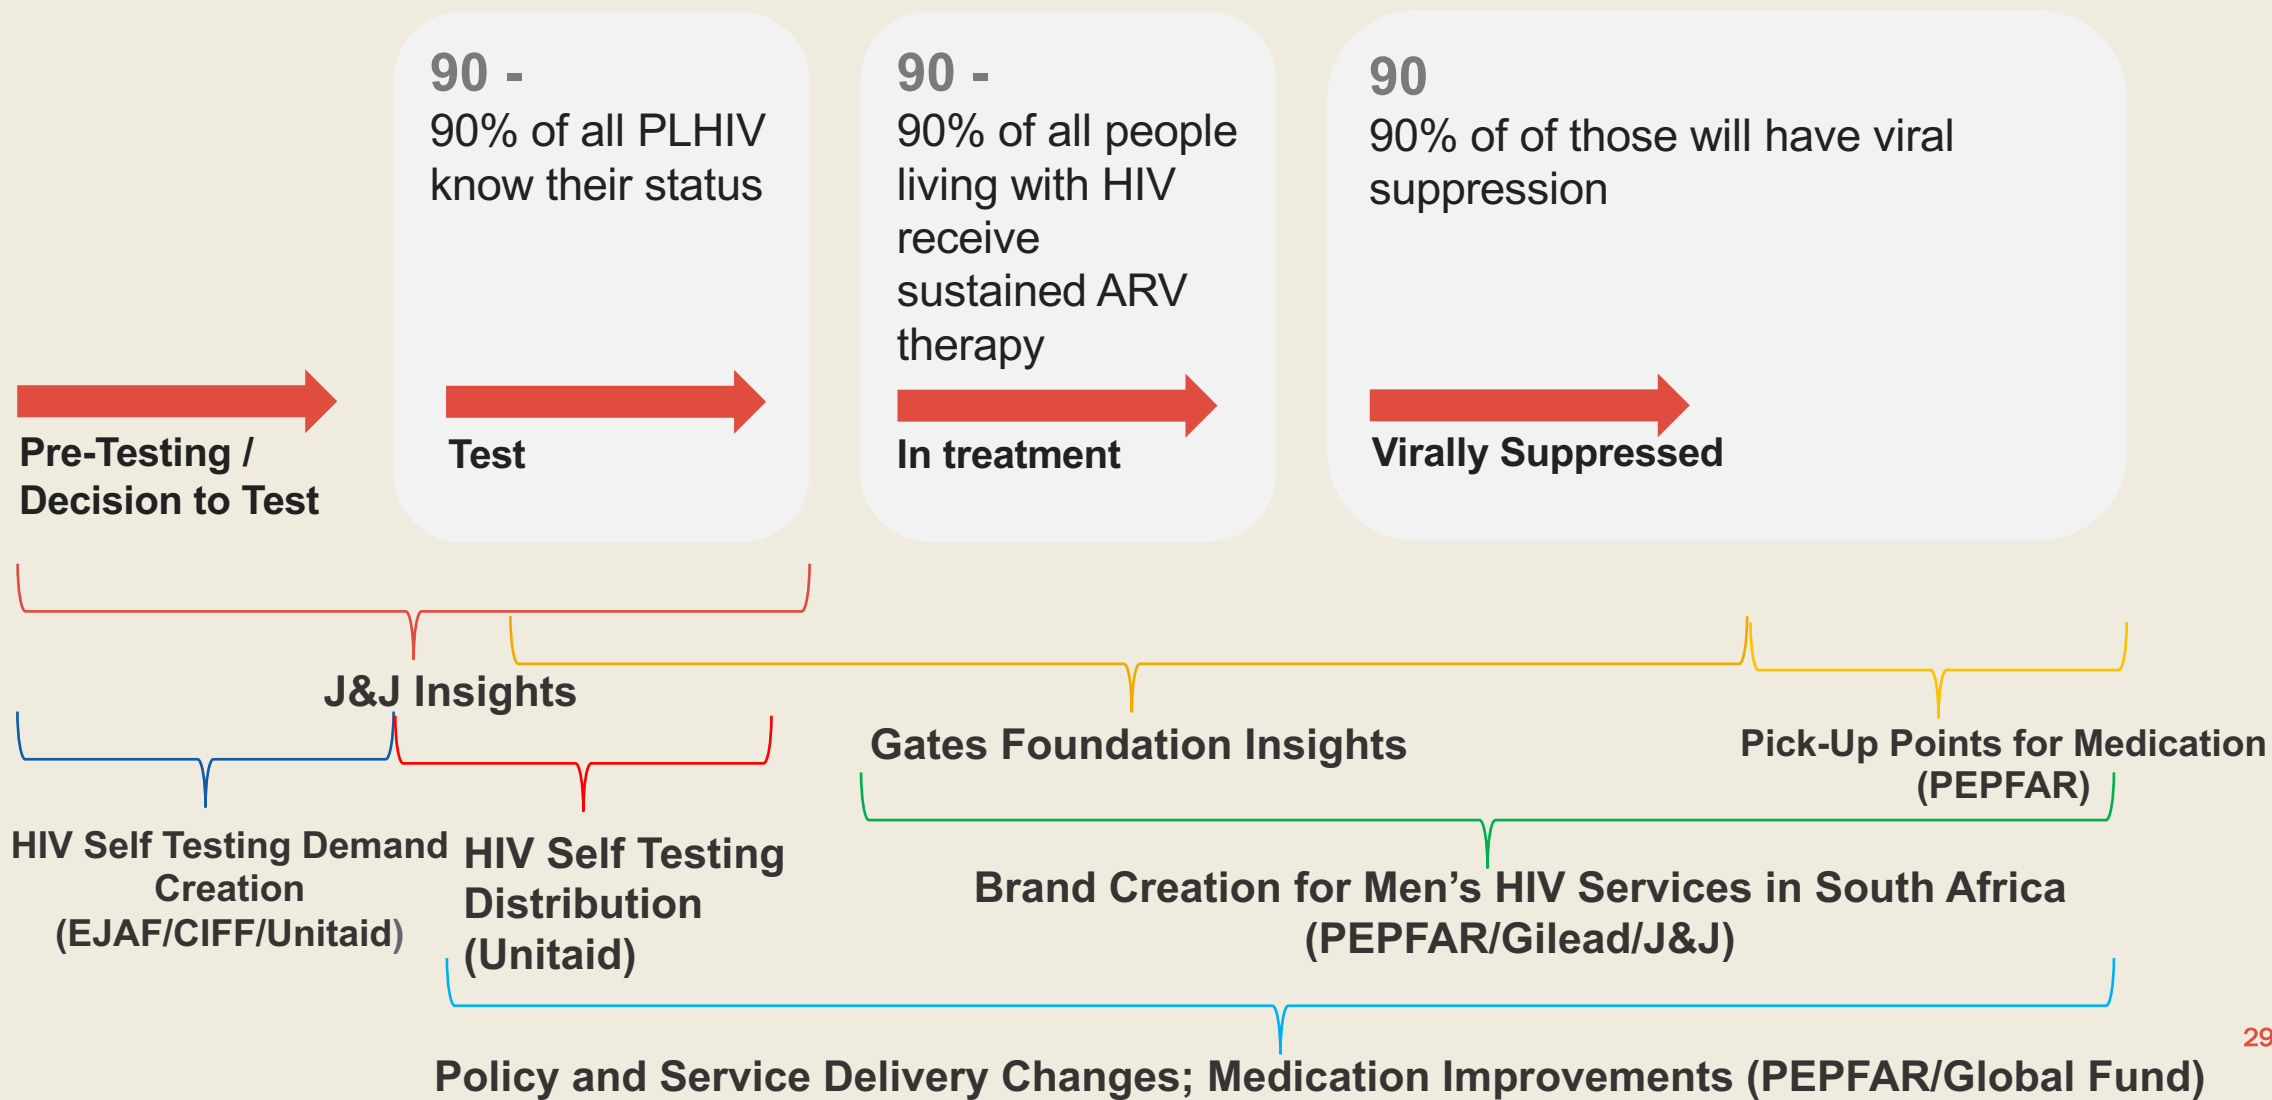 90 -
90% of all PLHIV
know their status
90 -
90% of all people
living with HIV
receive
sustained ARV
therapy
90
90% of of those will have viral
suppression
Pre-Testing /
Decision to Test
Test
In treatment
Virally Suppressed
J&J Insights
Gates Foundation Insights
Pick-Up Points for Medication
(PEPFAR)
HIV Self Testing Demand
Creation
(EJAF/CIFF/Unitaid)
HIV Self Testing
Distribution
(Unitaid)
Brand Creation for Men’s HIV Services in South Africa
(PEPFAR/Gilead/J&J)
29
Policy and Service Delivery Changes; Medication Improvements (PEPFAR/Global Fund)